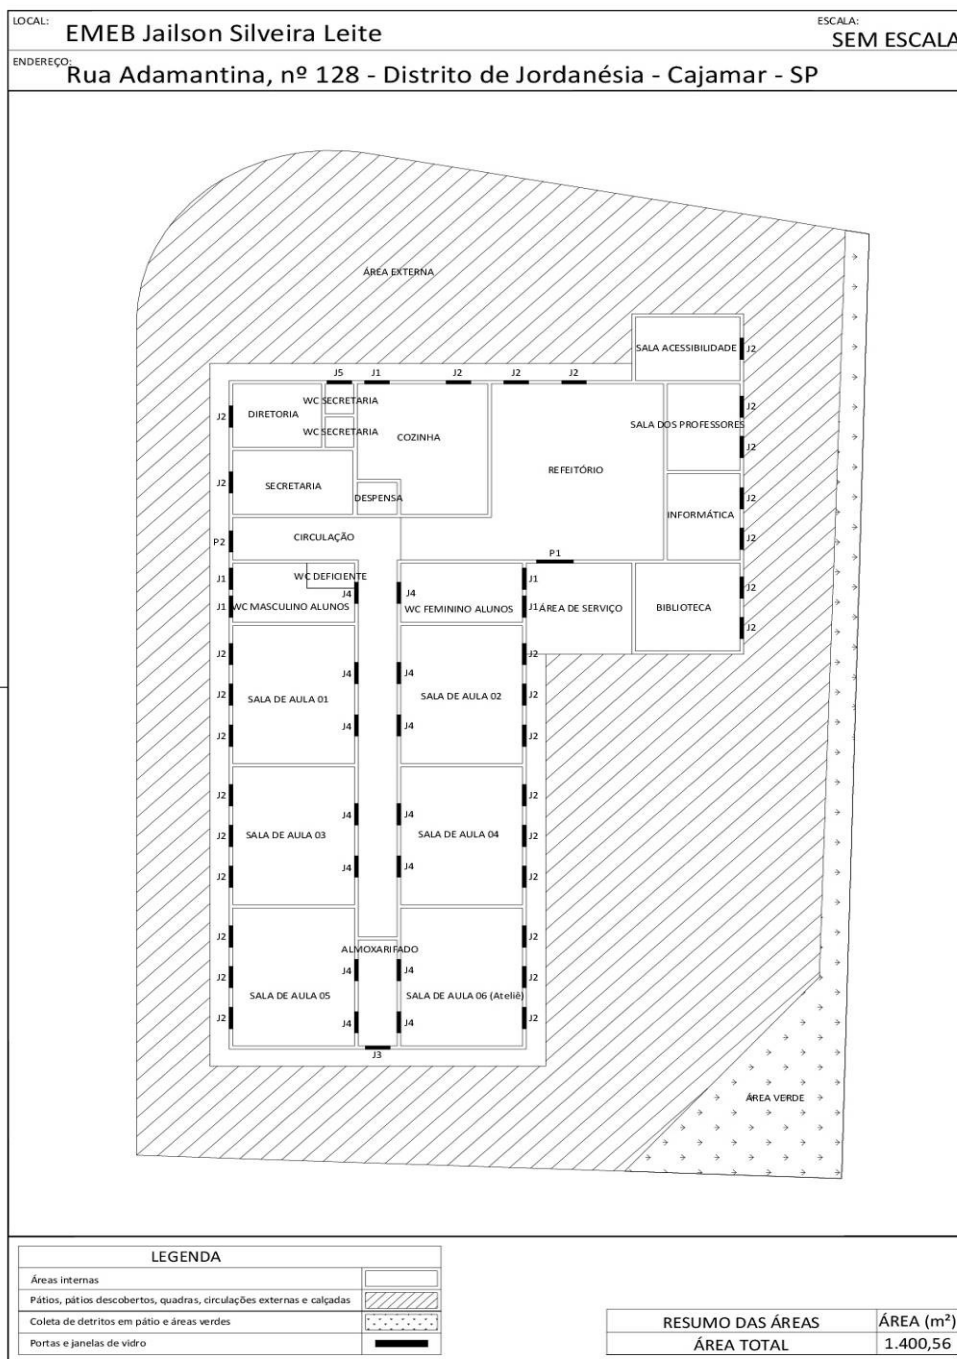 LOCAL: EMEB Jailson Silveira Leite
ESCALA: SEM ESCALA
ENDEREÇO: Rua Adamantina, nº 128 - Distrito de Jordanésia - Cajamar - SP
ÁREA EXTERNA
SALA ACESSIBILIDADE J2
J5 J1 J2 J2 J2
WC SECRETARIA
J2 DIRETORIA
J2
SALA DOS PROFESSORES
WC SECRETARIA
COZINHA
J2
REFEITÓRIO
J2 SECRETARIA
DESPENSA
J2
INFORMÁTICA
P2 CIRCULAÇÃO
J2
P1
J1 WC DEFICIENTE
J1
J2
J4 J4
J1 WC MASCULINO ALUNOS
WC FEMININO ALUNOS J1 ÁREA DE SERVIÇO
BIBLIOTECA
J2
J2 J2
J4 J4
J2 SALA DE AULA 01
SALA DE AULA 02 J2
J4 J4
J2 J2
J2 J2
J4 J4
J2 SALA DE AULA 03
SALA DE AULA 04 J2
J4 J4
J2 J2
J2 J2
ALMOXARIFADO
J4 J4
J2 J2
SALA DE AULA 05
SALA DE AULA 06 (Ateliê)
J2 J4 J4 J2
J3
ÁREA VERDE
LEGENDA
Áreas internas
Pátios, pátios descobertos, quadras, circulações externas e calçadas
Coleta de detritos em pátio e áreas verdes
Portas e janelas de vidro
RESUMO DAS ÁREAS ÁREA (m²)
ÁREA TOTAL 1.400,56